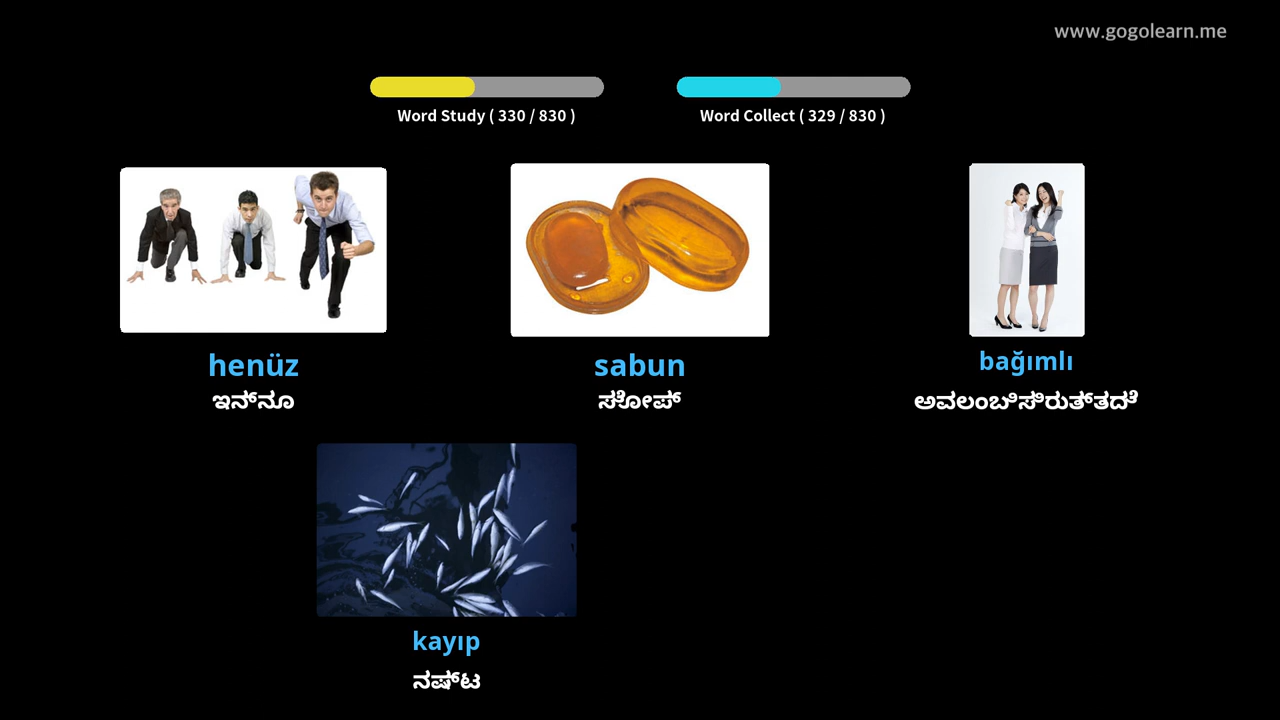 www.gogolearn.me
Word Study ( 330 / 830 )
Word Collect ( 329 / 830 )
henüz
ಇನ್ನೂ
sabun
ಸೋಪ್
bağımlı
ಅವಲಂಬಿಸಿರುತ್ತದೆ
kayıp
ನಷ್ಟ